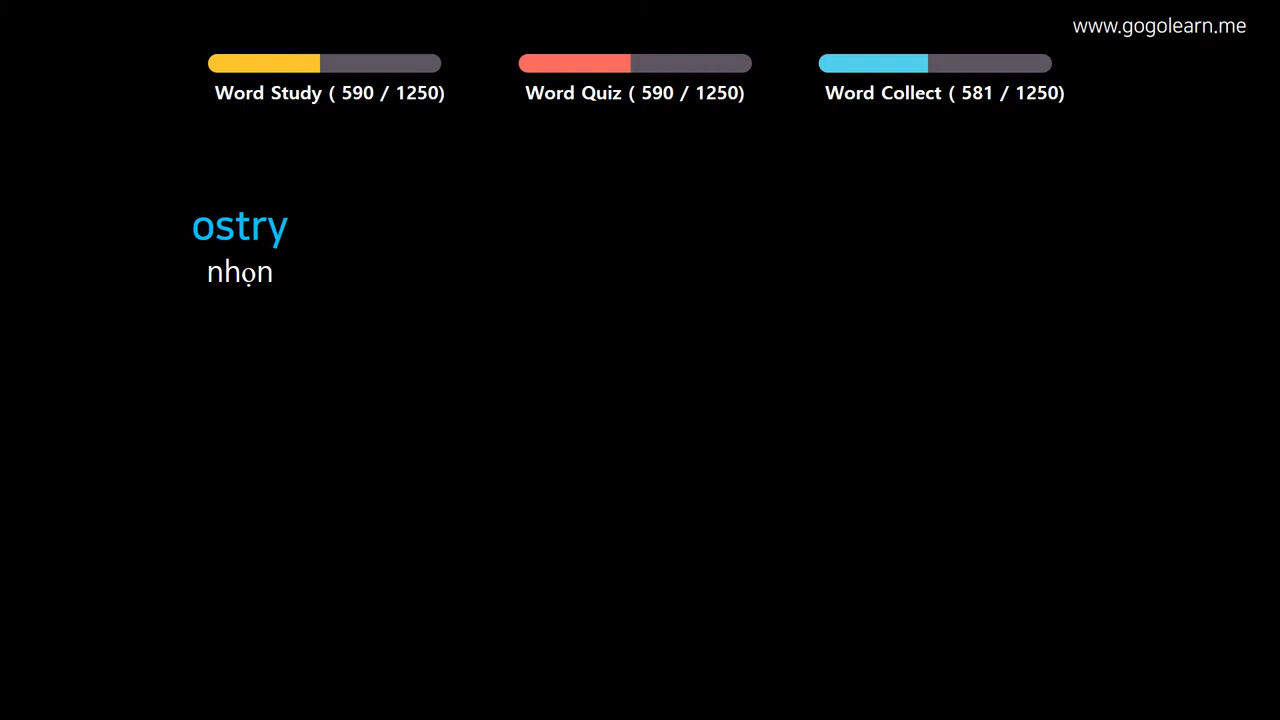 www.gogolearn.me
Word Study ( 590 / 1250)
Word Quiz ( 590 / 1250)
Word Collect ( 581 / 1250)
ostry
nhọn